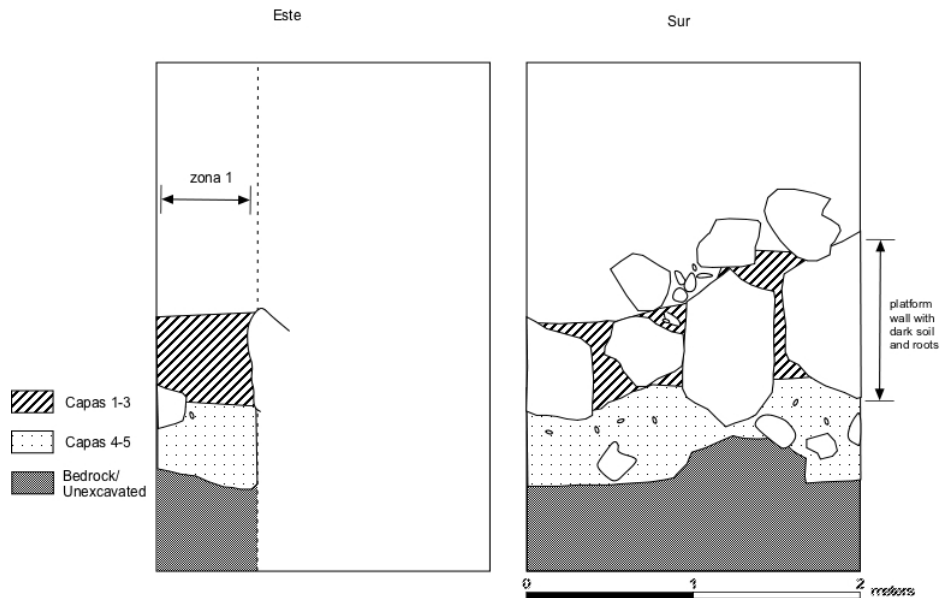 Este
Sur
zona 1
platform
wall with
dark soil
and roots
Capas 1-3
Capas 4-5
Bedrock/
Unexcavated
0 1 2 meters